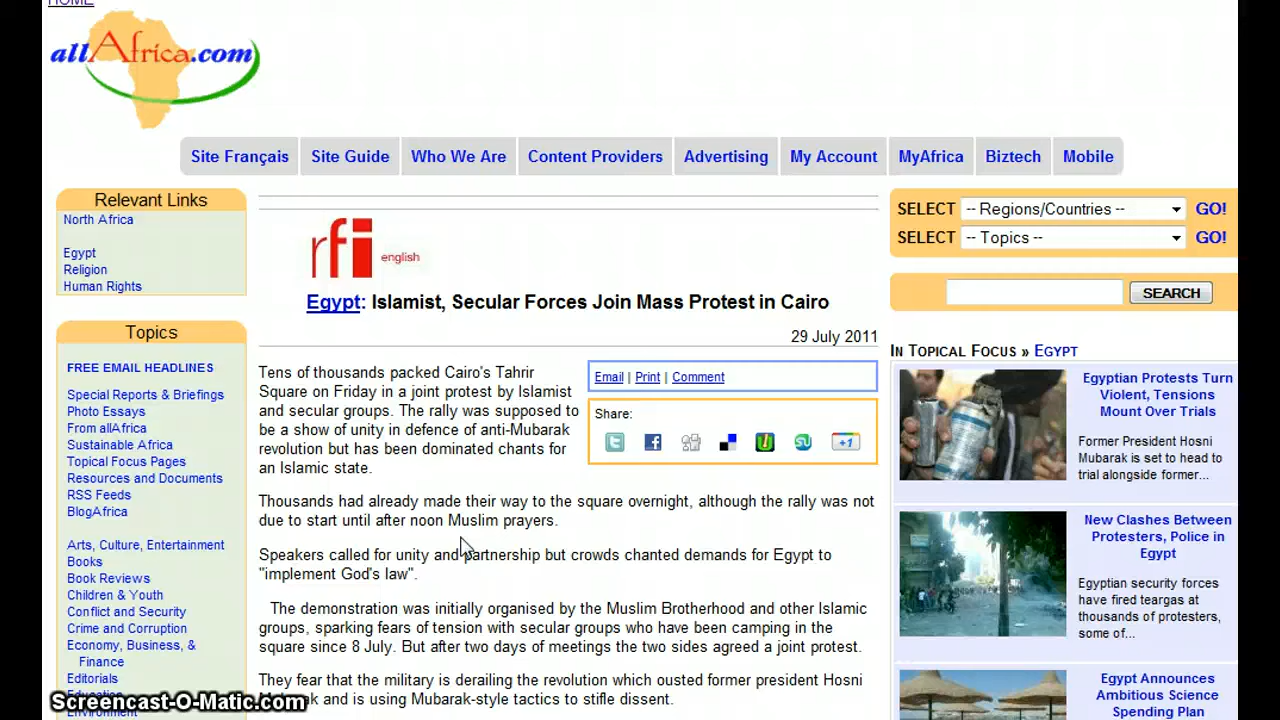 HOME
allAfrica.com
Site Français
Site Guide
Who We Are
Content Providers
Advertising
My Account
MyAfrica
Biztech
Mobile
Relevant Links
North Africa
Egypt
Religion
Human Rights
Topics
FREE EMAIL HEADLINES
Special Reports & Briefings
Photo Essays
From allAfrica
Sustainable Africa
Topical Focus Pages
Resources and Documents
RSS Feeds
BlogAfrica
Arts, Culture, Entertainment
Books
Book Reviews
Children & Youth
Conflict and Security
Crime and Corruption
Economy, Business, &
Finance
Editorials
Education
Environment
rfi english
Egypt: Islamist, Secular Forces Join Mass Protest in Cairo
29 July 2011
Email | Print | Comment
Share:
+1
Tens of thousands packed Cairo's Tahrir
Square on Friday in a joint protest by Islamist
and secular groups. The rally was supposed to
be a show of unity in defence of anti-Mubarak
revolution but has been dominated chants for
an Islamic state.
Thousands had already made their way to the square overnight, although the rally was not
due to start until after noon Muslim prayers.
Speakers called for unity and partnership but crowds chanted demands for Egypt to
"implement God's law".
The demonstration was initially organised by the Muslim Brotherhood and other Islamic
groups, sparking fears of tension with secular groups who have been camping in the
square since 8 July. But after two days of meetings the two sides agreed a joint protest.
They fear that the military is derailing the revolution which ousted former president Hosni
and is using Mubarak-style tactics to stifle dissent.
SELECT -- Regions/Countries -- GO!
SELECT -- Topics -- GO!
SEARCH
IN TOPICAL FOCUS » EGYPT
Egyptian Protests Turn
Violent, Tensions
Mount Over Trials
Former President Hosni
Mubarak is set to head to
trial alongside former...
New Clashes Between
Protesters, Police in
Egypt
Egyptian security forces
have fired teargas at
thousands of protesters,
some of...
Egypt Announces
Ambitious Science
Spending Plan
Screencast-O-Matic.com